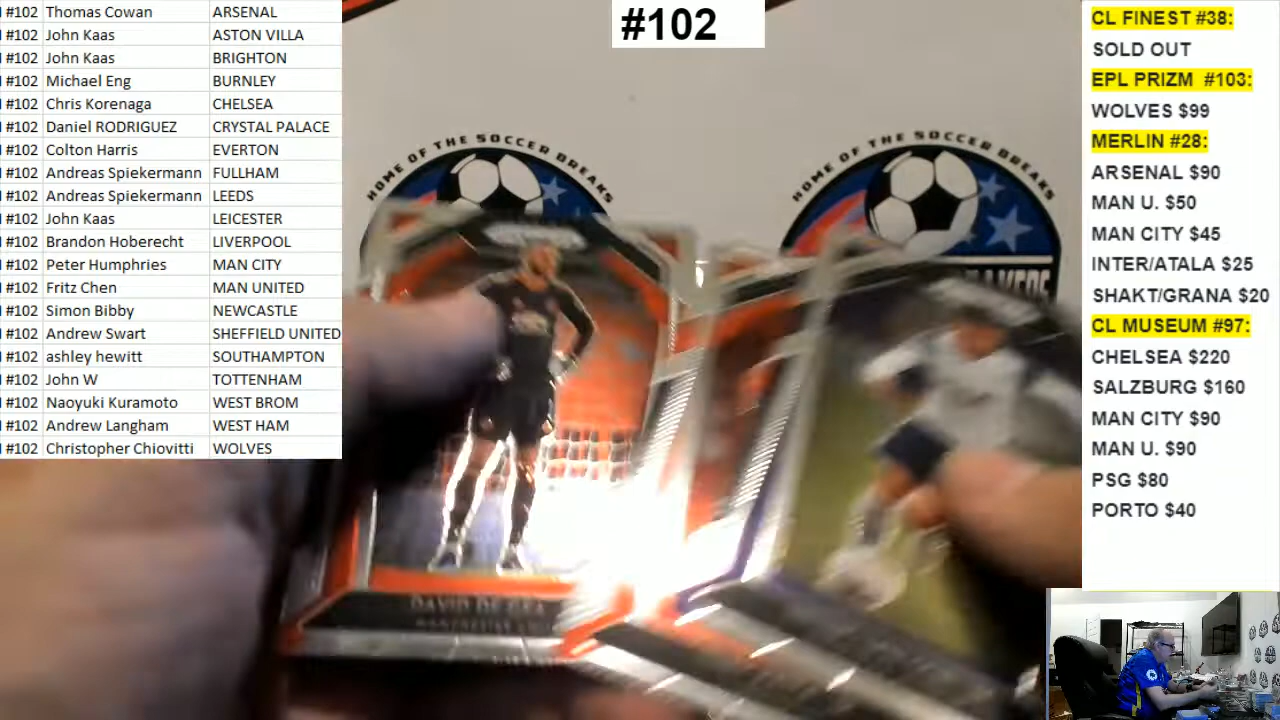 #102 Thomas Cowan ARSENAL
#102 John Kaas ASTON VILLA
#102 John Kaas BRIGHTON
#102 Michael Eng BURNLEY
#102 Chris Korenaga CHELSEA
#102 Daniel RODRIGUEZ CRYSTAL PALACE
#102 Colton Harris EVERTON
#102 Andreas Spiekermann FULLHAM
#102 Andreas Spiekermann LEEDS
#102 John Kaas LEICESTER
#102 Brandon Hoberecht LIVERPOOL
#102 Peter Humphries MAN CITY
#102 Fritz Chen MAN UNITED
#102 Simon Bibby NEWCASTLE
#102 Andrew Swart SHEFFIELD UNITED
#102 ashley hewitt SOUTHAMPTON
#102 John W TOTTENHAM
#102 Naoyuki Kuramoto WEST BROM
#102 Andrew Langham WEST HAM
#102 Christopher Chiovitti WOLVES
#102
HOME OF THE SOCCER BREAKS
HOME OF THE SOCCER BREAKS
DAVID DE GEA
CL FINEST #38:
SOLD OUT
EPL PRIZM #103:
WOLVES $99
MERLIN #28:
ARSENAL $90
MAN U. $50
MAN CITY $45
INTER/ATALA $25
SHAKT/GRANA $20
CL MUSEUM #97:
CHELSEA $220
SALZBURG $160
MAN CITY $90
MAN U. $90
PSG $80
PORTO $40